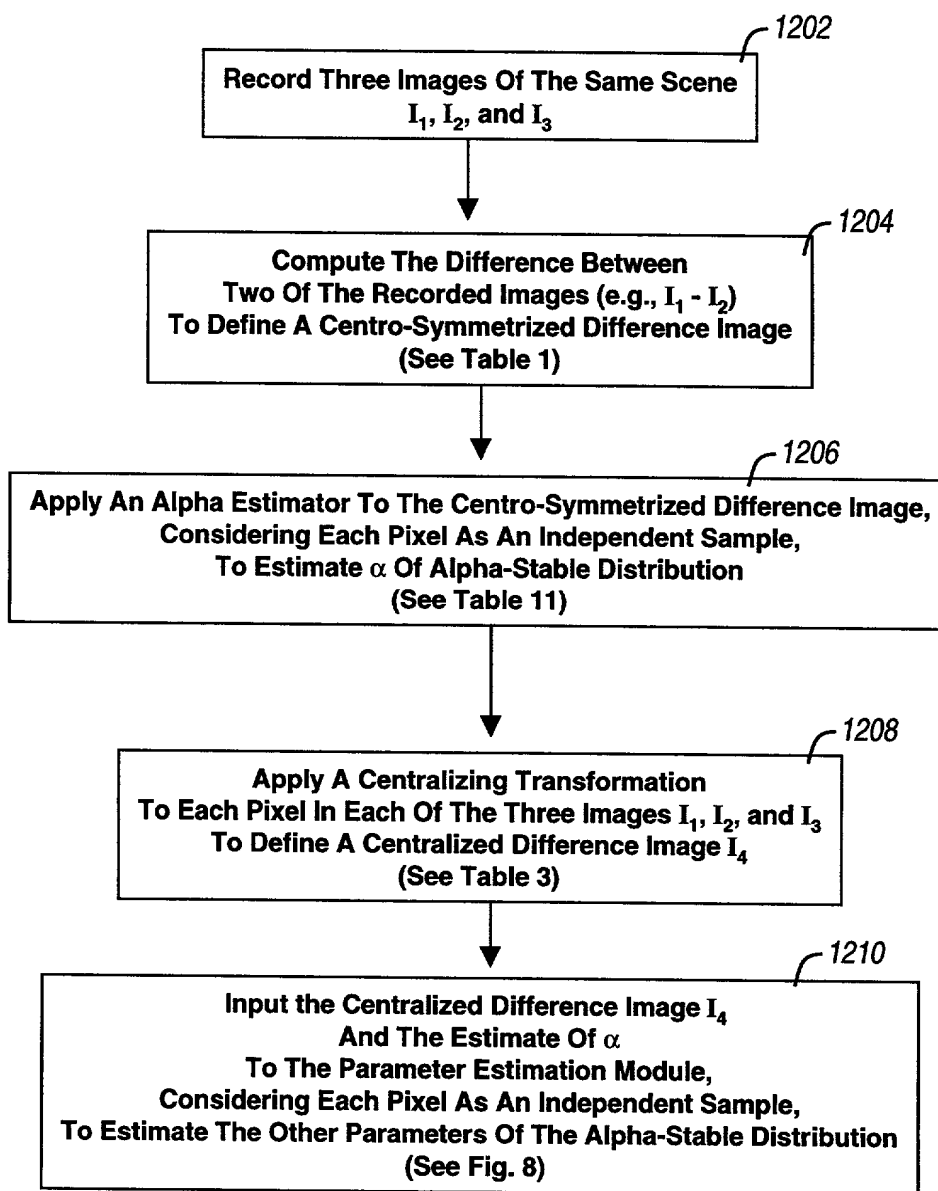 1202
Record Three Images Of The Same Scene
I₁, I₂, and I₃
1204
Compute The Difference Between
Two Of The Recorded Images (e.g., I₁ - I₂)
To Define A Centro-Symmetrized Difference Image
(See Table 1)
1206
Apply An Alpha Estimator To The Centro-Symmetrized Difference Image,
Considering Each Pixel As An Independent Sample,
To Estimate α Of Alpha-Stable Distribution
(See Table 11)
1208
Apply A Centralizing Transformation
To Each Pixel In Each Of The Three Images I₁, I₂, and I₃
To Define A Centralized Difference Image I₄
(See Table 3)
1210
Input the Centralized Difference Image I₄
And The Estimate Of α
To The Parameter Estimation Module,
Considering Each Pixel As An Independent Sample,
To Estimate The Other Parameters Of The Alpha-Stable Distribution
(See Fig. 8)